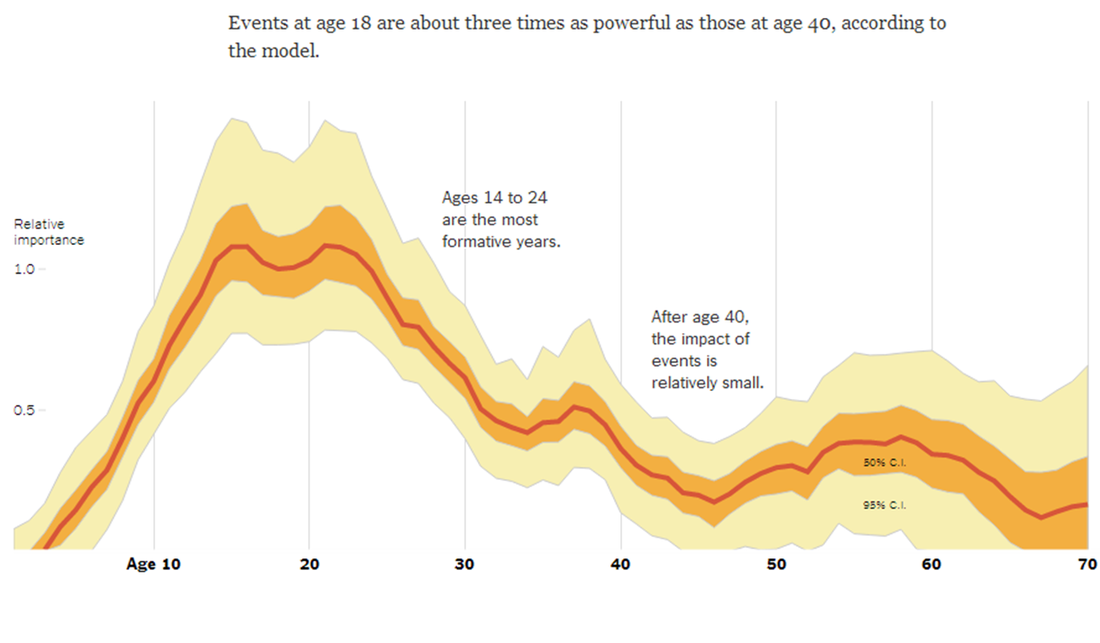 Events at age 18 are about three times as powerful as those at age 40, according to
the model.
Relative
importance
1.0
0.5
Ages 14 to 24
are the most
formative years.
After age 40,
the impact of
events is
relatively small.
50% C.I.
95% C.I.
Age 10 20 30 40 50 60 70